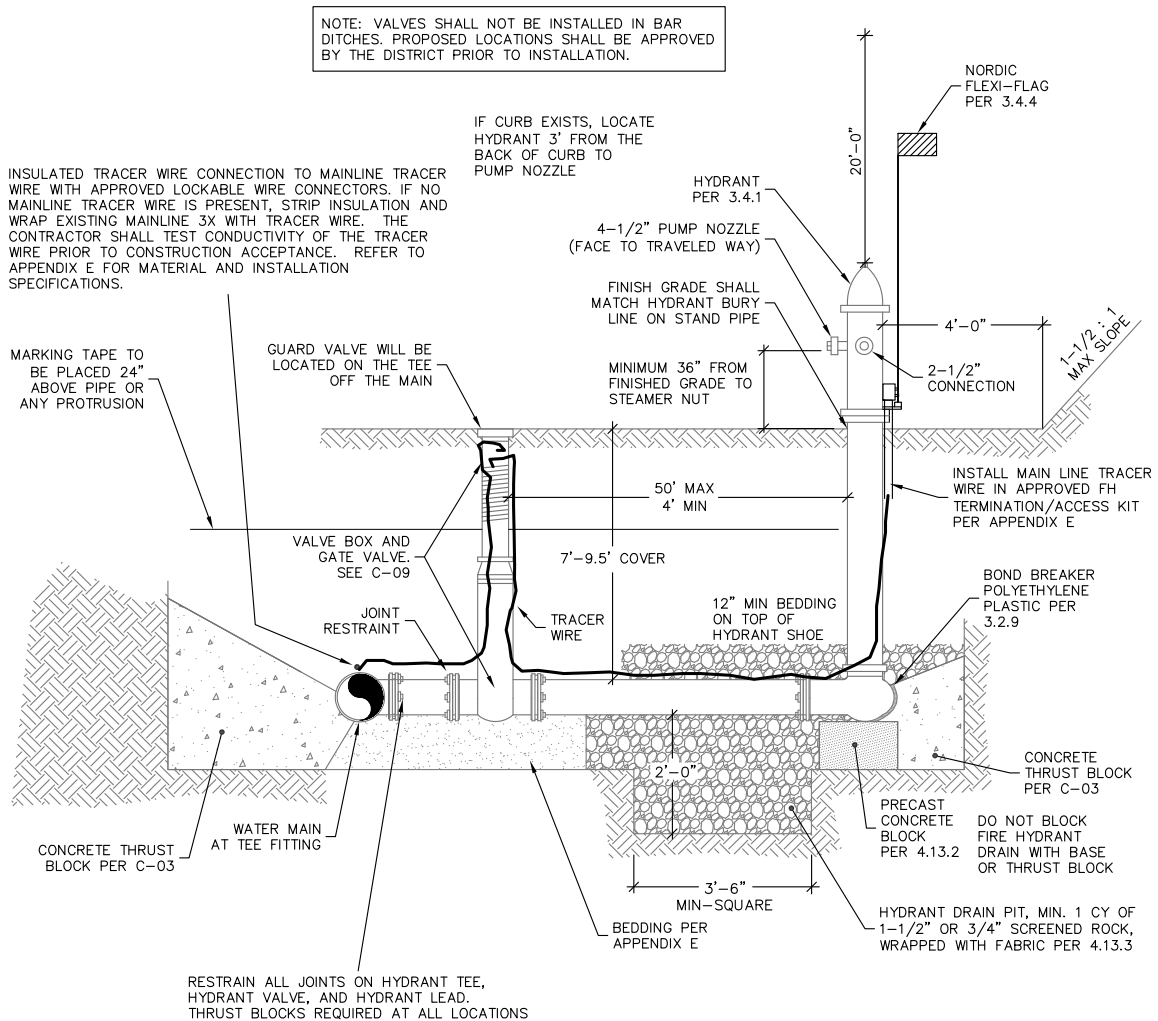 NOTE: VALVES SHALL NOT BE INSTALLED IN BAR
DITCHES. PROPOSED LOCATIONS SHALL BE APPROVED
BY THE DISTRICT PRIOR TO INSTALLATION.
NORDIC
FLEXI-FLAG
PER 3.4.4
20'-0"
IF CURB EXISTS, LOCATE
HYDRANT 3' FROM THE
BACK OF CURB TO
PUMP NOZZLE
INSULATED TRACER WIRE CONNECTION TO MAINLINE TRACER
WIRE WITH APPROVED LOCKABLE WIRE CONNECTORS. IF NO
MAINLINE TRACER WIRE IS PRESENT, STRIP INSULATION AND
WRAP EXISTING MAINLINE 3X WITH TRACER WIRE. THE
CONTRACTOR SHALL TEST CONDUCTIVITY OF THE TRACER
WIRE PRIOR TO CONSTRUCTION ACCEPTANCE. REFER TO
APPENDIX E FOR MATERIAL AND INSTALLATION
SPECIFICATIONS.
HYDRANT
PER 3.4.1
4-1/2" PUMP NOZZLE
(FACE TO TRAVELED WAY)
FINISH GRADE SHALL
MATCH HYDRANT BURY
LINE ON STAND PIPE
4'-0"
1-1/2 : 1
MAX SLOPE
MARKING TAPE TO
BE PLACED 24"
ABOVE PIPE OR
ANY PROTRUSION
GUARD VALVE WILL BE
LOCATED ON THE TEE
OFF THE MAIN
MINIMUM 36" FROM
FINISHED GRADE TO
STEAMER NUT
2-1/2"
CONNECTION
50' MAX
4' MIN
INSTALL MAIN LINE TRACER
WIRE IN APPROVED FH
TERMINATION/ACCESS KIT
PER APPENDIX E
VALVE BOX AND
GATE VALVE.
SEE C-09
7'-9.5' COVER
BOND BREAKER
POLYETHYLENE
PLASTIC PER
3.2.9
JOINT
RESTRAINT
TRACER
WIRE
12" MIN BEDDING
ON TOP OF
HYDRANT SHOE
2'-0"
CONCRETE
THRUST BLOCK
PER C-03
WATER MAIN
AT TEE FITTING
CONCRETE THRUST
BLOCK PER C-03
PRECAST
CONCRETE
BLOCK
PER 4.13.2
DO NOT BLOCK
FIRE HYDRANT
DRAIN WITH BASE
OR THRUST BLOCK
3'-6"
MIN-SQUARE
BEDDING PER
APPENDIX E
HYDRANT DRAIN PIT, MIN. 1 CY OF
1-1/2" OR 3/4" SCREENED ROCK,
WRAPPED WITH FABRIC PER 4.13.3
RESTRAIN ALL JOINTS ON HYDRANT TEE,
HYDRANT VALVE, AND HYDRANT LEAD.
THRUST BLOCKS REQUIRED AT ALL LOCATIONS